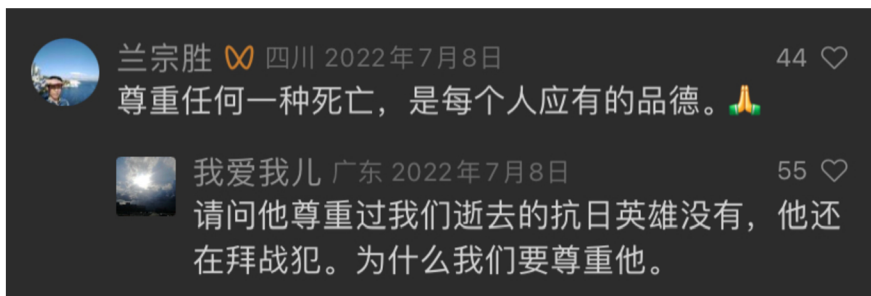 兰宗胜 四川 2022年7月8日 44
尊重任何一种死亡，是每个人应有的品德。🙏
我爱我儿 广东 2022年7月8日 55
请问他尊重过我们逝去的抗日英雄没有，他还
在拜战犯。为什么我们要尊重他。